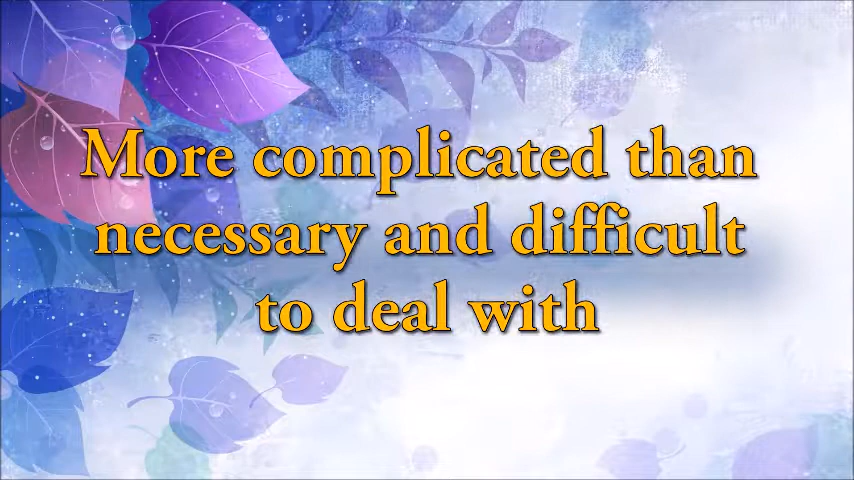 More complicated than
necessary and difficult
to deal with